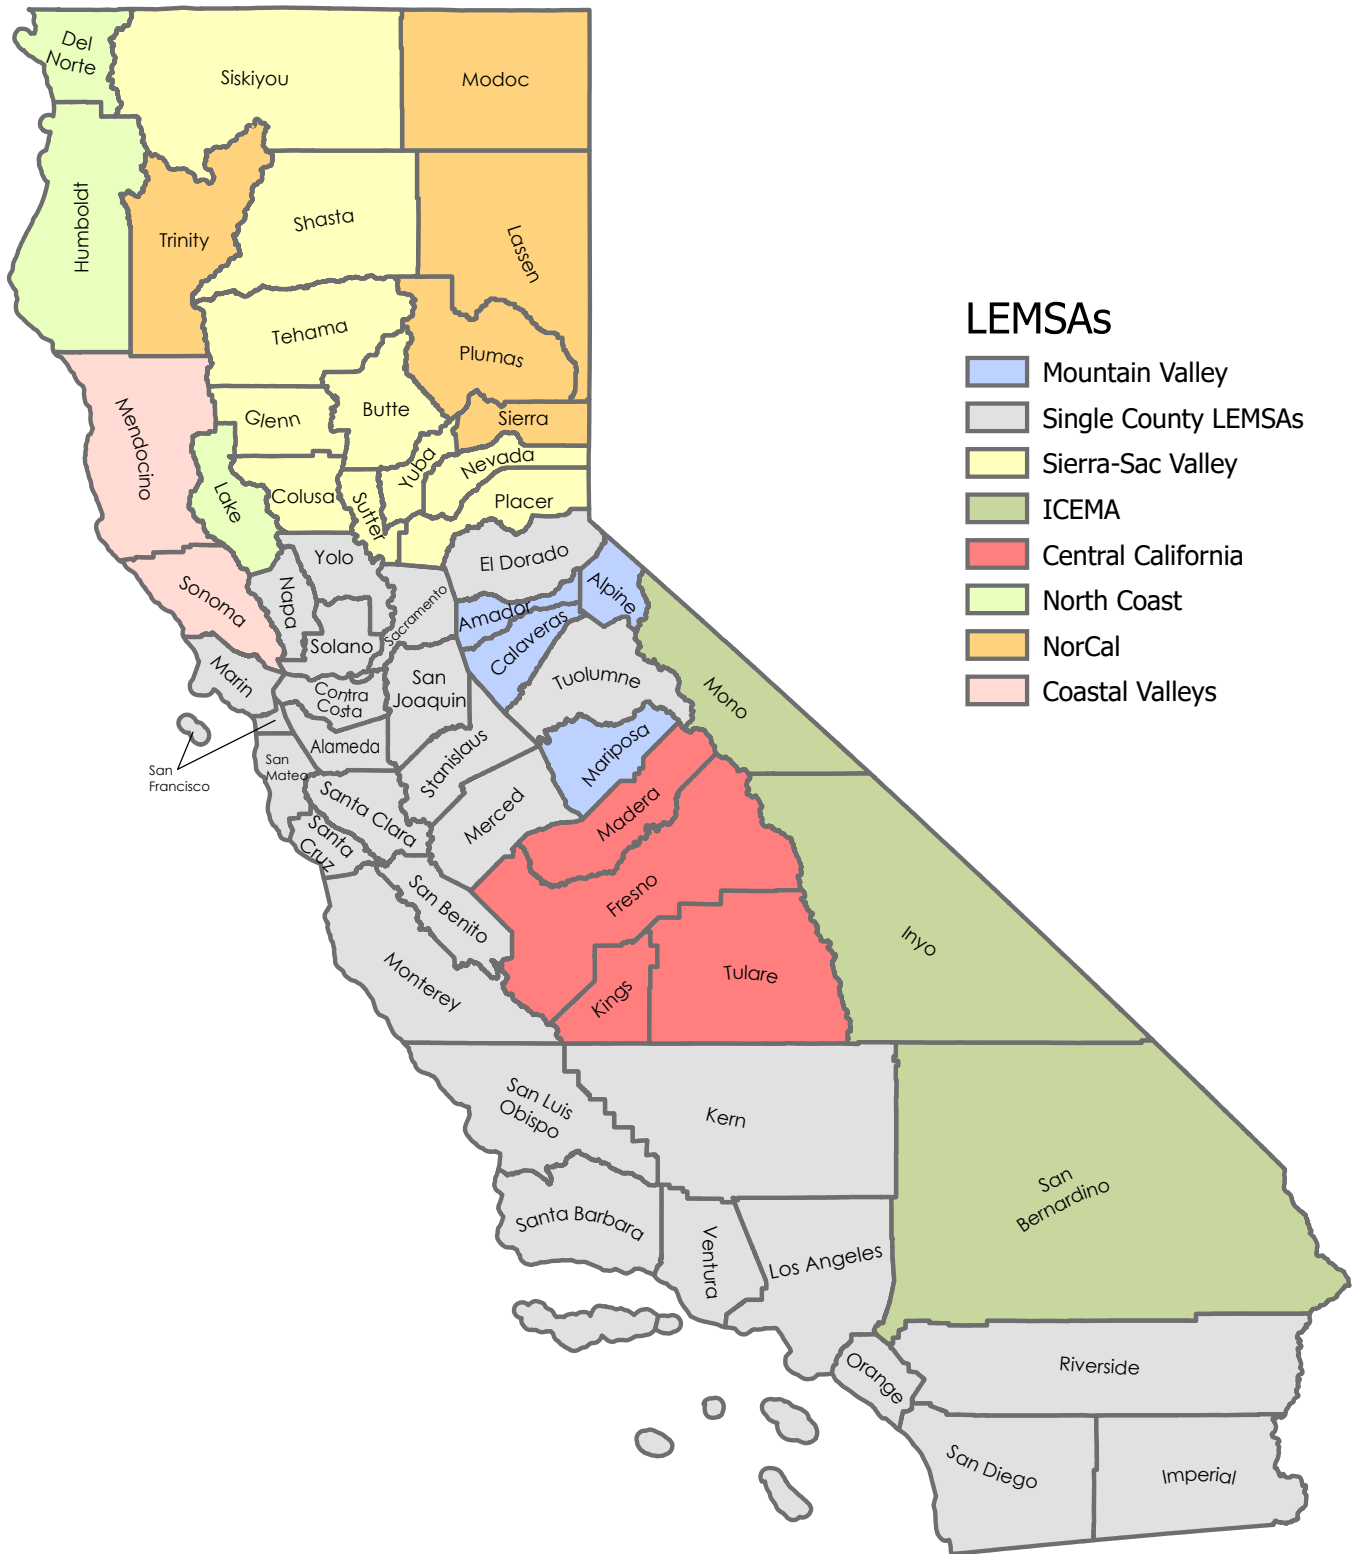 Del
Norte
Siskiyou
Modoc
Humboldt
Trinity
Shasta
Lassen
Tehama
Plumas
Mendocino
Glenn
Butte
Sierra
Lake
Colusa
Sutter
Yuba
Nevada
Placer
Yolo
El Dorado
Sonoma
Napa
Sacramento
Amador
Alpine
Solano
Calaveras
Marin
Contra
Costa
San
Joaquin
Tuolumne
Mono
Alameda
Stanislaus
Mariposa
San
Francisco
San
Mateo
Santa Clara
Merced
Madera
Santa
Cruz
San Benito
Fresno
Inyo
Monterey
Kings
Tulare
San Luis
Obispo
Kern
San
Bernardino
Santa Barbara
Ventura
Los Angeles
Orange
Riverside
San Diego
Imperial
LEMSAs
Mountain Valley
Single County LEMSAs
Sierra-Sac Valley
ICEMA
Central California
North Coast
NorCal
Coastal Valleys